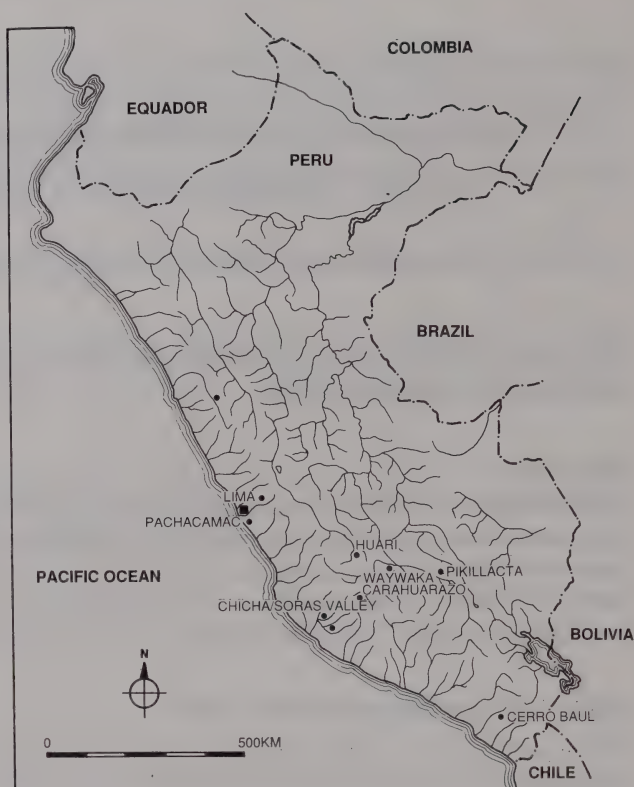 COLOMBIA
EQUADOR
PERU
BRAZIL
LIMA
PACHACAMAC
HUARI
WAYWAKA
PIKILLACTA
CARAHUARAZO
CHICHA/SORAS VALLEY
PACIFIC OCEAN
BOLIVIA
N
CERRO BAUL
0 500KM
CHILE